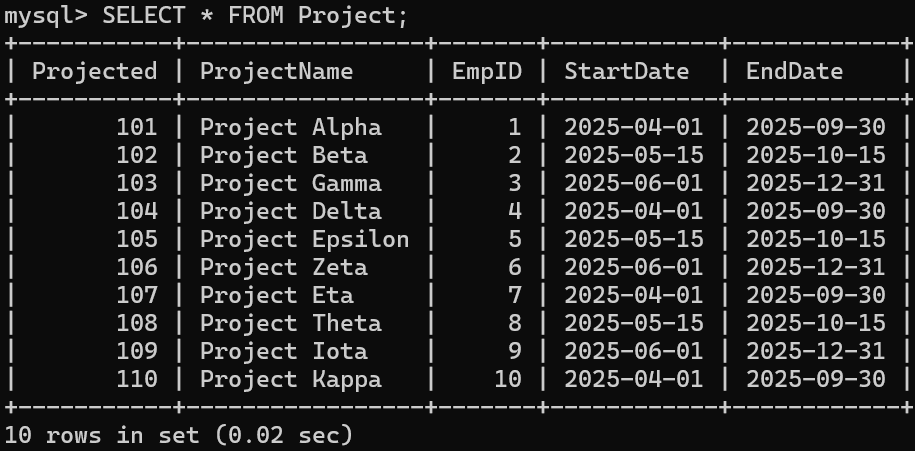 mysql> SELECT * FROM Project;
+-----------+-----------------+-------+------------+------------+
| Projected | ProjectName     | EmpID | StartDate  | EndDate    |
+-----------+-----------------+-------+------------+------------+
|       101 | Project Alpha   |     1 | 2025-04-01 | 2025-09-30 |
|       102 | Project Beta    |     2 | 2025-05-15 | 2025-10-15 |
|       103 | Project Gamma   |     3 | 2025-06-01 | 2025-12-31 |
|       104 | Project Delta   |     4 | 2025-04-01 | 2025-09-30 |
|       105 | Project Epsilon |     5 | 2025-05-15 | 2025-10-15 |
|       106 | Project Zeta    |     6 | 2025-06-01 | 2025-12-31 |
|       107 | Project Eta     |     7 | 2025-04-01 | 2025-09-30 |
|       108 | Project Theta   |     8 | 2025-05-15 | 2025-10-15 |
|       109 | Project Iota    |     9 | 2025-06-01 | 2025-12-31 |
|       110 | Project Kappa   |    10 | 2025-04-01 | 2025-09-30 |
+-----------+-----------------+-------+------------+------------+
10 rows in set (0.02 sec)